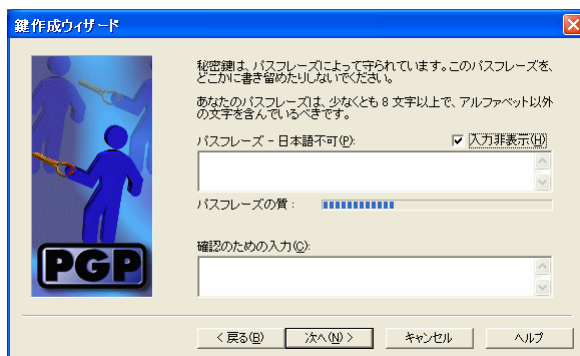 鍵作成ウィザード
秘密鍵は、パスフレーズによって守られています。このパスフレーズを、
どこかに書き留めたりしないでください。
あなたのパスフレーズは、少なくとも 8 文字以上で、アルファベット以外
の文字を含んでいるべきです。
パスフレーズ - 日本語不可(P): 入力非表示(H)
パスフレーズの質 :
確認のための入力(C):
PGP
< 戻る(B) 次へ(N) > キャンセル ヘルプ